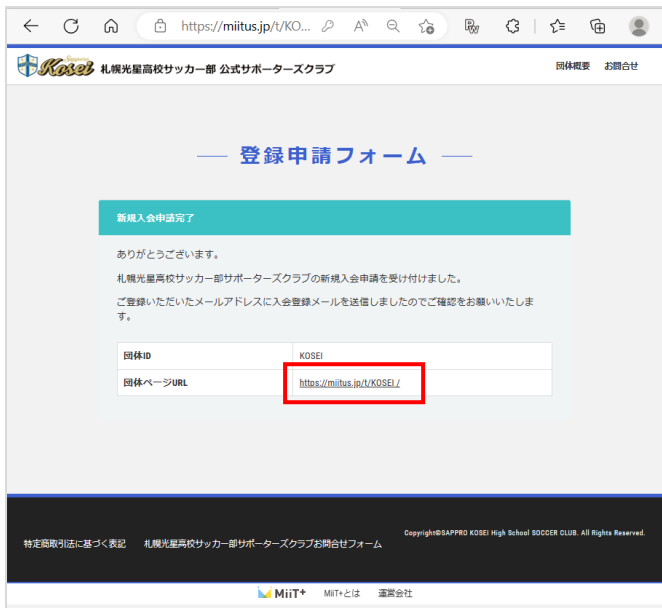 https://miitus.jp/t/KO...
Sapporo
Kosei 札幌光星高校サッカー部 公式サポーターズクラブ
団体概要 お問合せ
登録申請フォーム
新規入会申請完了
ありがとうございます。
札幌光星高校サッカー部サポーターズクラブの新規入会申請を受け付けました。
ご登録いただいたメールアドレスに入会登録メールを送信しましたのでご確認をお願いいたしま
す。
団体ID KOSEI
団体ページURL https://miitus.jp/t/KOSEI /
Copyright©SAPPRO KOSEI High School SOCCER CLUB. All Rights Reserved.
特定商取引法に基づく表記 札幌光星高校サッカー部サポーターズクラブお問合せフォーム
MiiT+ MiiT+とは 運営会社